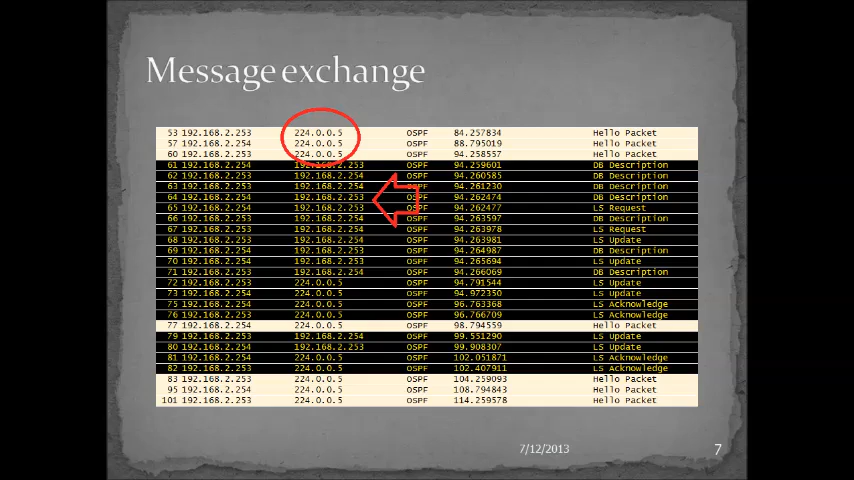 Message exchange
53 192.168.2.253 224.0.0.5 OSPF 84.257834 Hello Packet
57 192.168.2.254 224.0.0.5 OSPF 88.795019 Hello Packet
60 192.168.2.253 224.0.0.5 OSPF 94.258557 Hello Packet
61 192.168.2.254 192.168.2.253 OSPF 94.259601 DB Description
62 192.168.2.253 192.168.2.254 OSPF 94.260585 DB Description
63 192.168.2.253 192.168.2.254 OSPF 94.261230 DB Description
64 192.168.2.254 192.168.2.253 OSPF 94.262474 DB Description
65 192.168.2.254 192.168.2.253 OSPF 94.262477 LS Request
66 192.168.2.253 192.168.2.254 OSPF 94.263597 DB Description
67 192.168.2.253 192.168.2.254 OSPF 94.263978 LS Request
68 192.168.2.253 192.168.2.254 OSPF 94.263981 LS Update
69 192.168.2.254 192.168.2.253 OSPF 94.264987 DB Description
70 192.168.2.254 192.168.2.253 OSPF 94.265694 LS Update
71 192.168.2.253 192.168.2.254 OSPF 94.266069 DB Description
72 192.168.2.253 224.0.0.5 OSPF 94.791544 LS Update
73 192.168.2.254 224.0.0.5 OSPF 94.972350 LS Update
75 192.168.2.254 224.0.0.5 OSPF 96.763368 LS Acknowledge
76 192.168.2.253 224.0.0.5 OSPF 96.766709 LS Acknowledge
77 192.168.2.254 224.0.0.5 OSPF 98.794559 Hello Packet
79 192.168.2.253 192.168.2.254 OSPF 99.551290 LS Update
80 192.168.2.254 192.168.2.253 OSPF 99.908307 LS Update
81 192.168.2.254 224.0.0.5 OSPF 102.051871 LS Acknowledge
82 192.168.2.253 224.0.0.5 OSPF 102.407911 LS Acknowledge
83 192.168.2.253 224.0.0.5 OSPF 104.259093 Hello Packet
95 192.168.2.254 224.0.0.5 OSPF 108.794843 Hello Packet
101 192.168.2.253 224.0.0.5 OSPF 114.259578 Hello Packet
7/12/2013 7